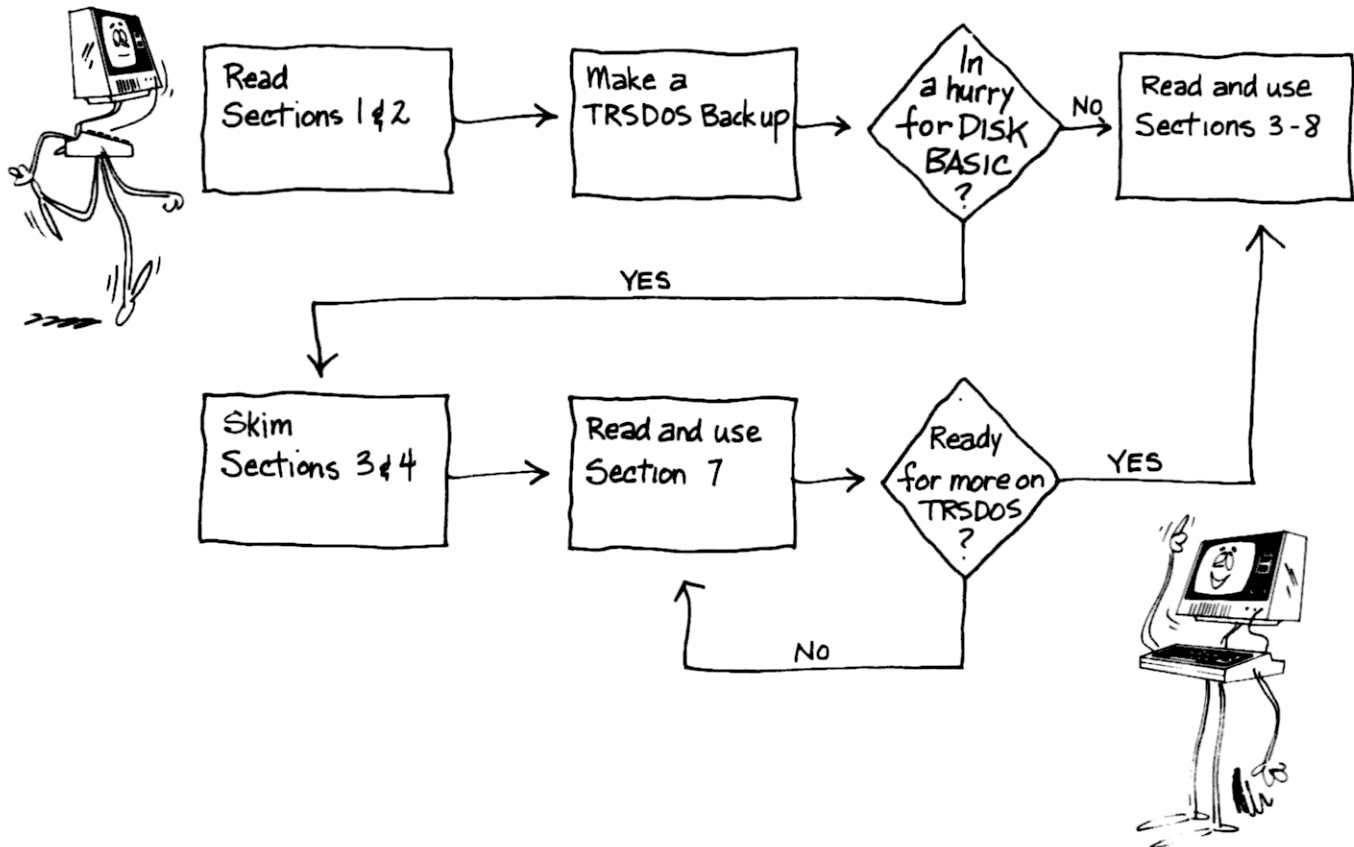 Read
Sections 1 & 2
Make a
TRSDOS Backup
In
a hurry
for DISK
BASIC
?
NO
Read and use
Sections 3-8
YES
Skim
Sections 3 & 4
Read and use
Section 7
Ready
for more on
TRSDOS
?
YES
NO